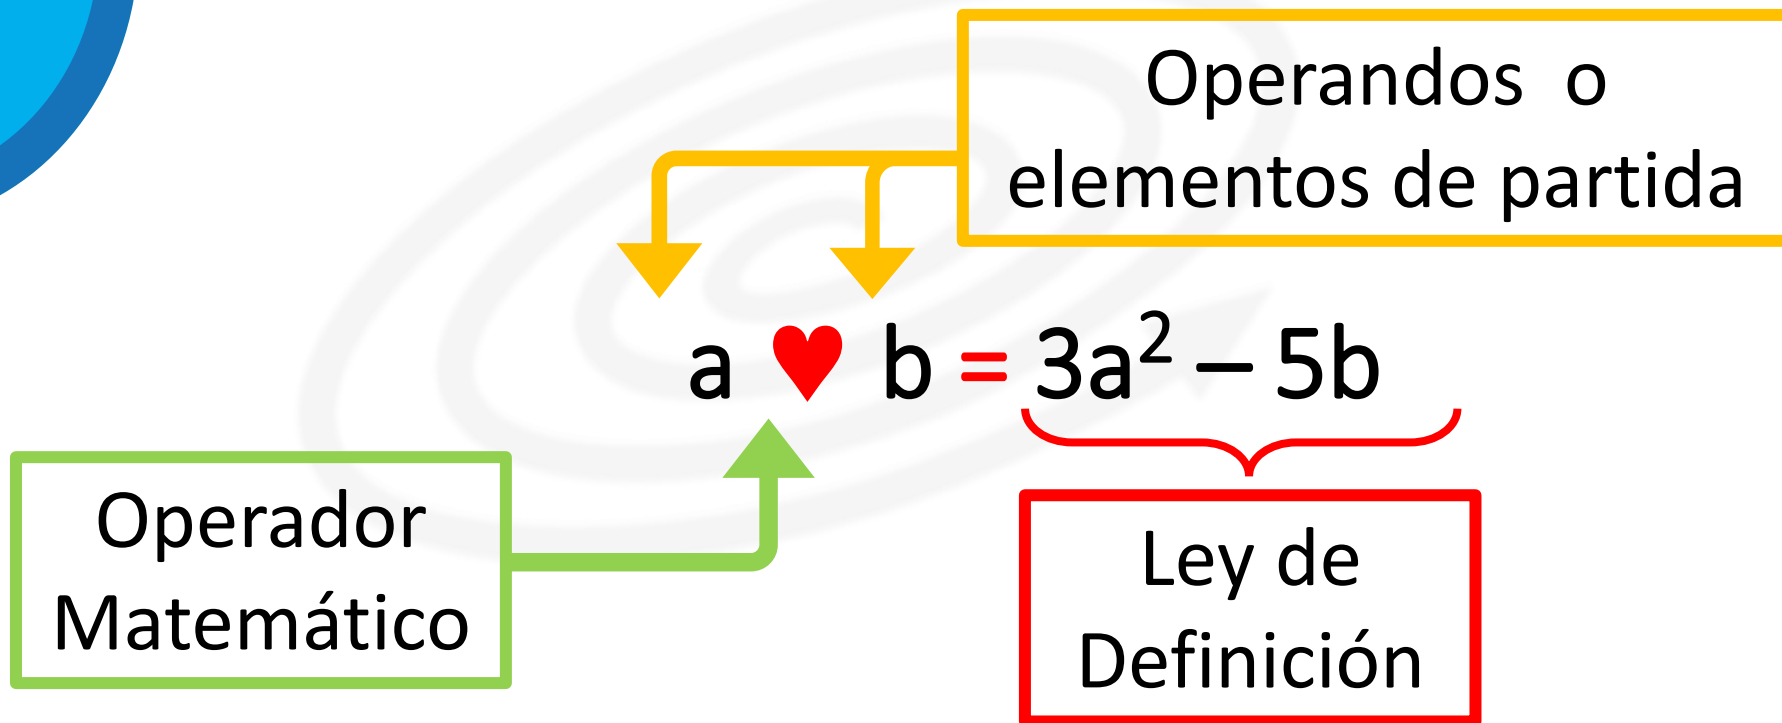 Operandos o
elementos de partida
a ♥ b = 3a² – 5b
Operador
Matemático
Ley de
Definición